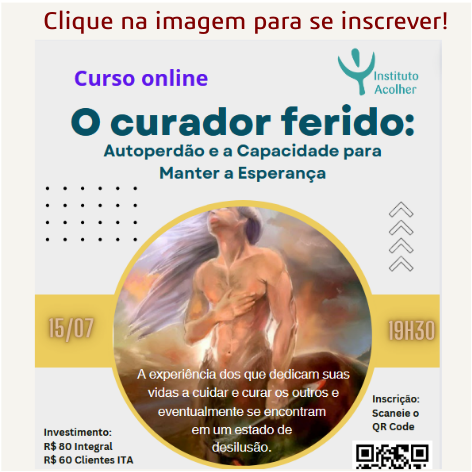 Clique na imagem para se inscrever!
Instituto
Acolher
Curso online
O curador ferido:
Autoperdão e a Capacidade para
Manter a Esperança
15/07
19H30
A experiência dos que dedicam suas
vidas a cuidar e curar os outros e
eventualmente se encontram
em um estado de
desilusão.
Investimento:
R$ 80 Integral
R$ 60 Clientes ITA
Inscrição:
Scaneie o
QR Code